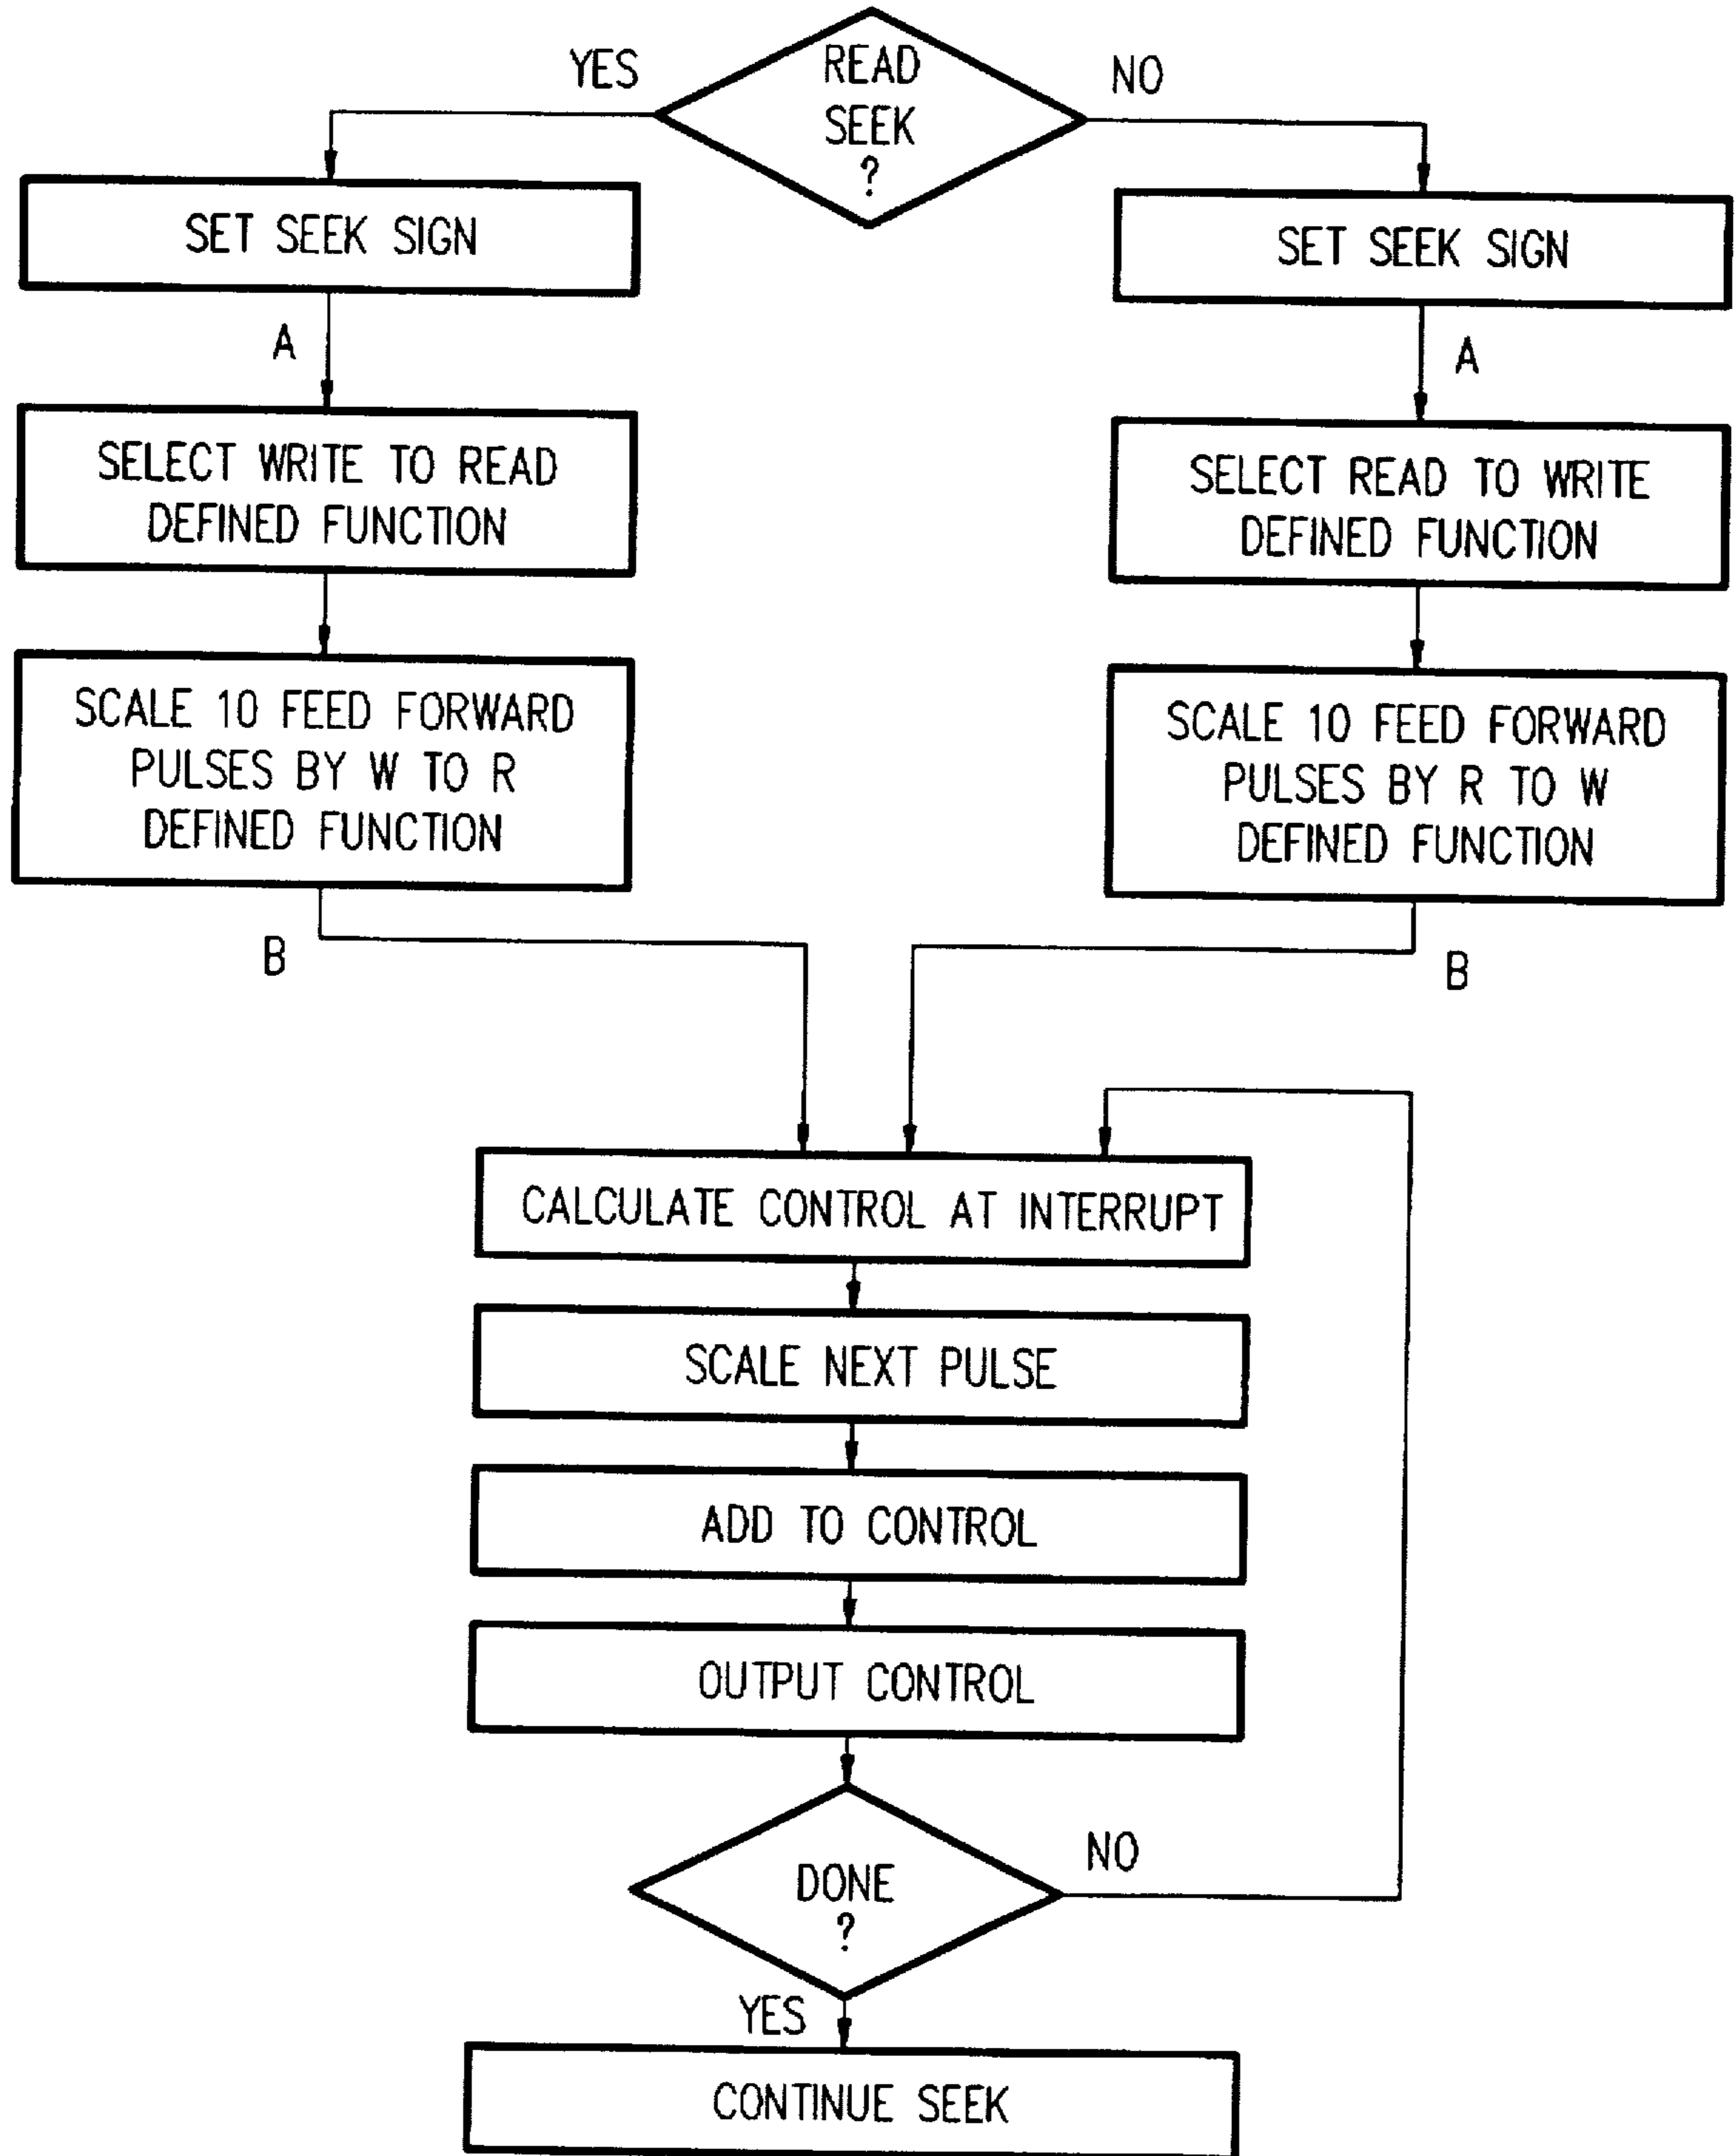 READ
SEEK
?
YES
NO
SET SEEK SIGN
SET SEEK SIGN
A
A
SELECT WRITE TO READ
DEFINED FUNCTION
SELECT READ TO WRITE
DEFINED FUNCTION
SCALE 10 FEED FORWARD
PULSES BY W TO R
DEFINED FUNCTION
SCALE 10 FEED FORWARD
PULSES BY R TO W
DEFINED FUNCTION
B
B
CALCULATE CONTROL AT INTERRUPT
SCALE NEXT PULSE
ADD TO CONTROL
OUTPUT CONTROL
DONE
?
NO
YES
CONTINUE SEEK